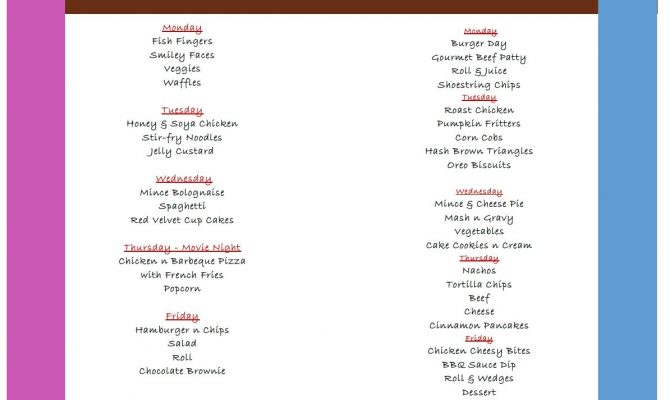 Monday
Fish Fingers
Smiley Faces
Veggies
Waffles
Tuesday
Honey & Soya Chicken
Stir-fry Noodles
Jelly Custard
Wednesday
Mince Bolognaise
Spaghetti
Red Velvet Cup Cakes
Thursday - Movie Night
Chicken n Barbeque Pizza
with French Fries
Popcorn
Friday
Hamburger n Chips
Salad
Roll
Chocolate Brownie
Monday
Burger Day
Gourmet Beef Patty
Roll & Juice
Shoestring Chips
Tuesday
Roast Chicken
Pumpkin Fritters
Corn Cobs
Hash Brown Triangles
Oreo Biscuits
Wednesday
Mince & Cheese Pie
Mash n Gravy
Vegetables
Cake Cookies n Cream
Thursday
Nachos
Tortilla Chips
Beef
Cheese
Cinnamon Pancakes
Friday
Chicken Cheesy Bites
BBQ Sauce Dip
Roll & Wedges
Dessert